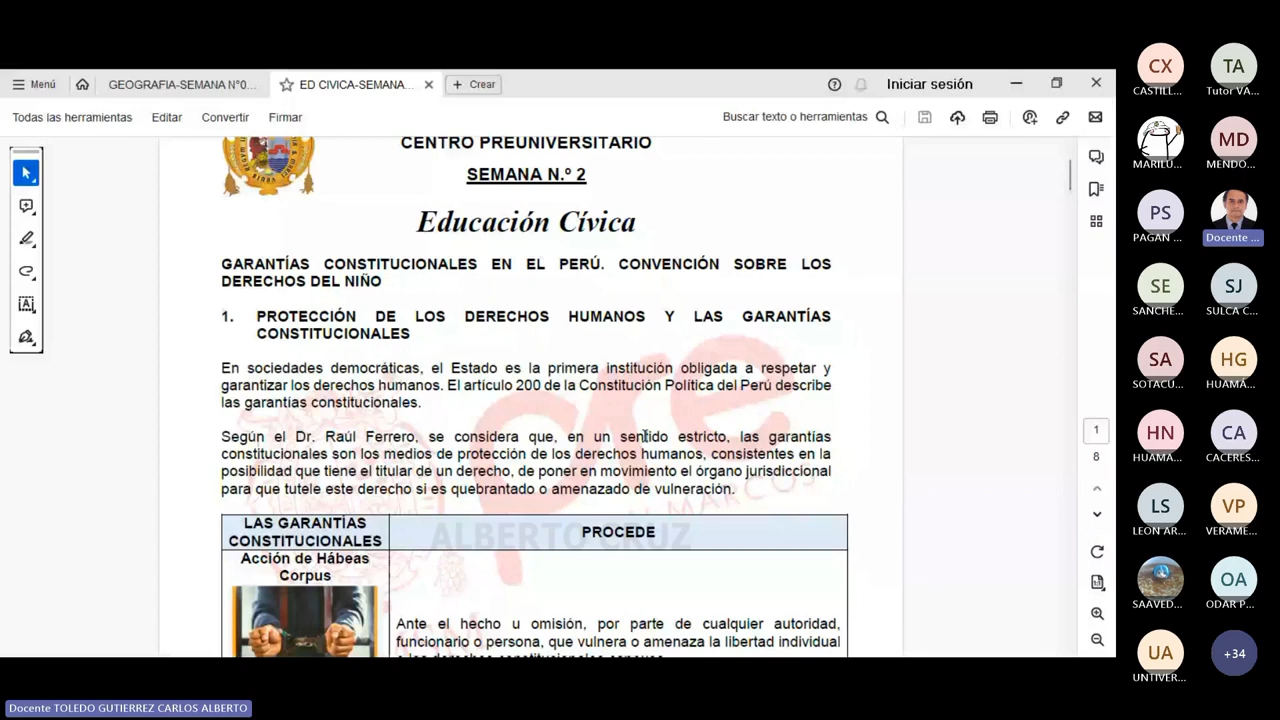 Menú
GEOGRAFIA-SEMANA N°0...
ED CIVICA-SEMANA...
Crear
Iniciar sesión
Todas las herramientas
Editar
Convertir
Firmar
Buscar texto o herramientas
CENTRO PREUNIVERSITARIO
SEMANA N.º 2
Educación Cívica
GARANTÍAS CONSTITUCIONALES EN EL PERÚ. CONVENCIÓN SOBRE LOS
DERECHOS DEL NIÑO
1. PROTECCIÓN DE LOS DERECHOS HUMANOS Y LAS GARANTÍAS
CONSTITUCIONALES
En sociedades democráticas, el Estado es la primera institución obligada a respetar y
garantizar los derechos humanos. El artículo 200 de la Constitución Política del Perú describe
las garantías constitucionales.
Según el Dr. Raúl Ferrero, se considera que, en un sentido estricto, las garantías
constitucionales son los medios de protección de los derechos humanos, consistentes en la
posibilidad que tiene el titular de un derecho, de poner en movimiento el órgano jurisdiccional
para que tutele este derecho si es quebrantado o amenazado de vulneración.
LAS GARANTÍAS
CONSTITUCIONALES
PROCEDE
Acción de Hábeas
Corpus
Ante el hecho u omisión, por parte de cualquier autoridad,
funcionario o persona, que vulnera o amenaza la libertad individual
cre
MARCOS
ALBERTO CRUZ
1
8
CX
CASTILL...
TA
Tutor VA...
MARILU...
MD
MENDO...
PS
PAGAN ...
Docente ...
SE
SANCHE...
SJ
SULCA C...
SA
SOTACU...
HG
HUAMÁ...
HN
HUAMA...
CA
CACERES...
LS
LEON AR...
VP
VERAME...
SAAVED...
OA
ODAR P...
UA
UNTIVER...
+34
Docente TOLEDO GUTIERREZ CARLOS ALBERTO